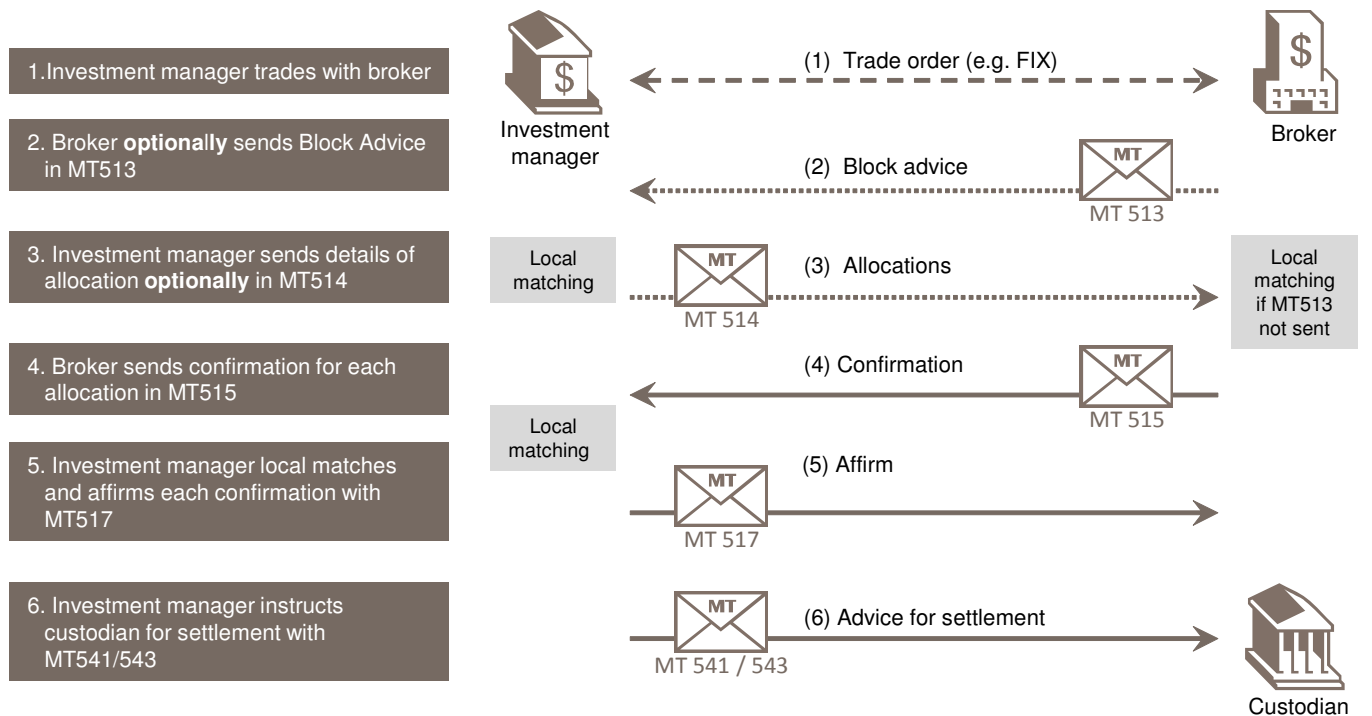 1.Investment manager trades with broker
2. Broker optionally sends Block Advice
in MT513
3. Investment manager sends details of
allocation optionally in MT514
4. Broker sends confirmation for each
allocation in MT515
5. Investment manager local matches
and affirms each confirmation with
MT517
6. Investment manager instructs
custodian for settlement with
MT541/543
$
Investment
manager
(1) Trade order (e.g. FIX)
$
Broker
(2) Block advice
MT
MT 513
Local
matching
MT
MT 514
(3) Allocations
Local
matching
if MT513
not sent
(4) Confirmation
MT
MT 515
Local
matching
MT
MT 517
(5) Affirm
MT
MT 541 / 543
(6) Advice for settlement
Custodian